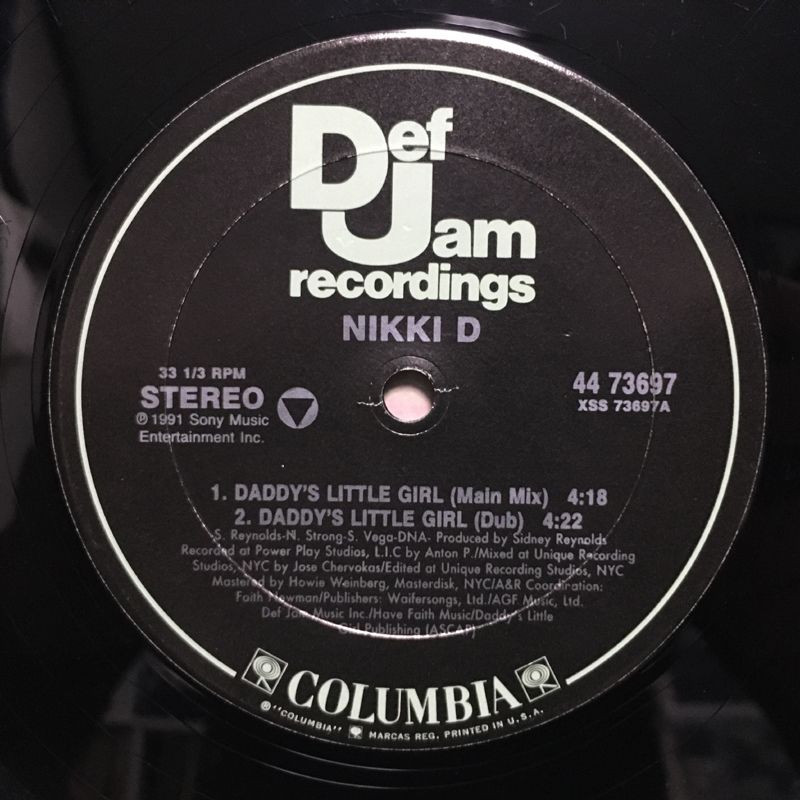 Def
Jam
recordings
NIKKI D
33 1/3 RPM
STEREO
℗ 1991 Sony Music
Entertainment Inc.
44 73697
XSS 73697A
1. DADDY'S LITTLE GIRL (Main Mix) 4:18
2. DADDY'S LITTLE GIRL (Dub) 4:22
-S. Reynolds-N. Strong-S. Vega-DNA- Produced by Sidney Reynolds
Recorded at Power Play Studios, L.I.C by Anton P./Mixed at Unique Recording
Studios, NYC by Jose Chervokas/Edited at Unique Recording Studios, NYC
Mastered by Howie Weinberg, Masterdisk, NYC/A&R Coordiration:
Faith Newman/Publishers: Waifersongs, Ltd./AGF Music, Ltd.
Def Jam Music Inc./Have Faith Music/Daddy's Little
Girl Publishing (ASCAP)
COLUMBIA
®"COLUMBIA" MARCAS REG. PRINTED IN U.S.A.